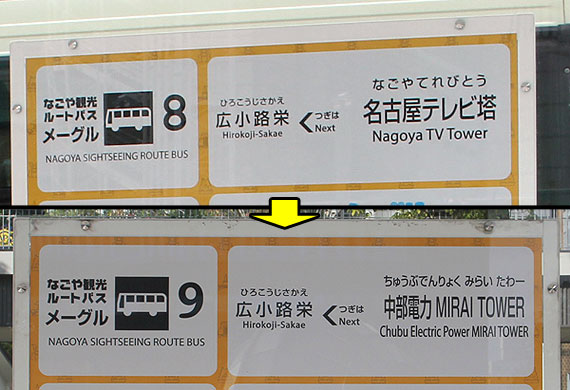 なごや観光
ルートバス
メーグル
8
NAGOYA SIGHTSEEING ROUTE BUS
ひろこうじさかえ
広小路栄
Hirokoji-Sakae
つぎは
Next
なごやてれびとう
名古屋テレビ塔
Nagoya TV Tower
なごや観光
ルートバス
メーグル
9
NAGOYA SIGHTSEEING ROUTE BUS
ひろこうじさかえ
広小路栄
Hirokoji-Sakae
つぎは
Next
ちゅうぶでんりょく みらい たわー
中部電力 MIRAI TOWER
Chubu Electric Power MIRAI TOWER